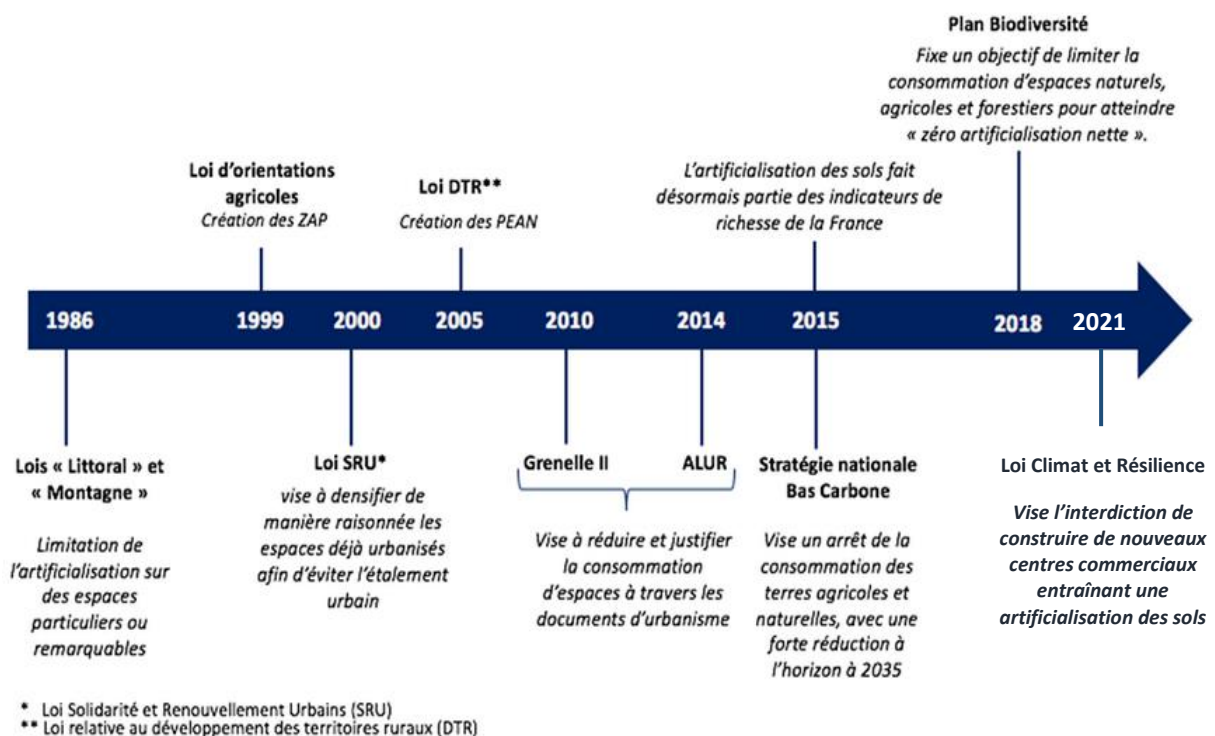 Plan Biodiversité
Fixe un objectif de limiter la
consommation d'espaces naturels,
agricoles et forestiers pour atteindre
« zéro artificialisation nette ».
Loi d'orientations
agricoles
Création des ZAP
Loi DTR**
Création des PEAN
L'artificialisation des sols fait
désormais partie des indicateurs de
richesse de la France
1986 1999 2000 2005 2010 2014 2015 2018 2021
Lois « Littoral » et
« Montagne »
Limitation de
l'artificialisation sur
des espaces
particuliers ou
remarquables
Loi SRU*
vise à densifier de
manière raisonnée les
espaces déjà urbanisés
afin d'éviter l'étalement
urbain
Grenelle II ALUR
Vise à réduire et justifier
la consommation
d'espaces à travers les
documents d'urbanisme
Stratégie nationale
Bas Carbone
Vise un arrêt de la
consommation des
terres agricoles et
naturelles, avec une
forte réduction à
l'horizon à 2035
Loi Climat et Résilience
Vise l'interdiction de
construire de nouveaux
centres commerciaux
entraînant une
artificialisation des sols
* Loi Solidarité et Renouvellement Urbains (SRU)
** Loi relative au développement des territoires ruraux (DTR)